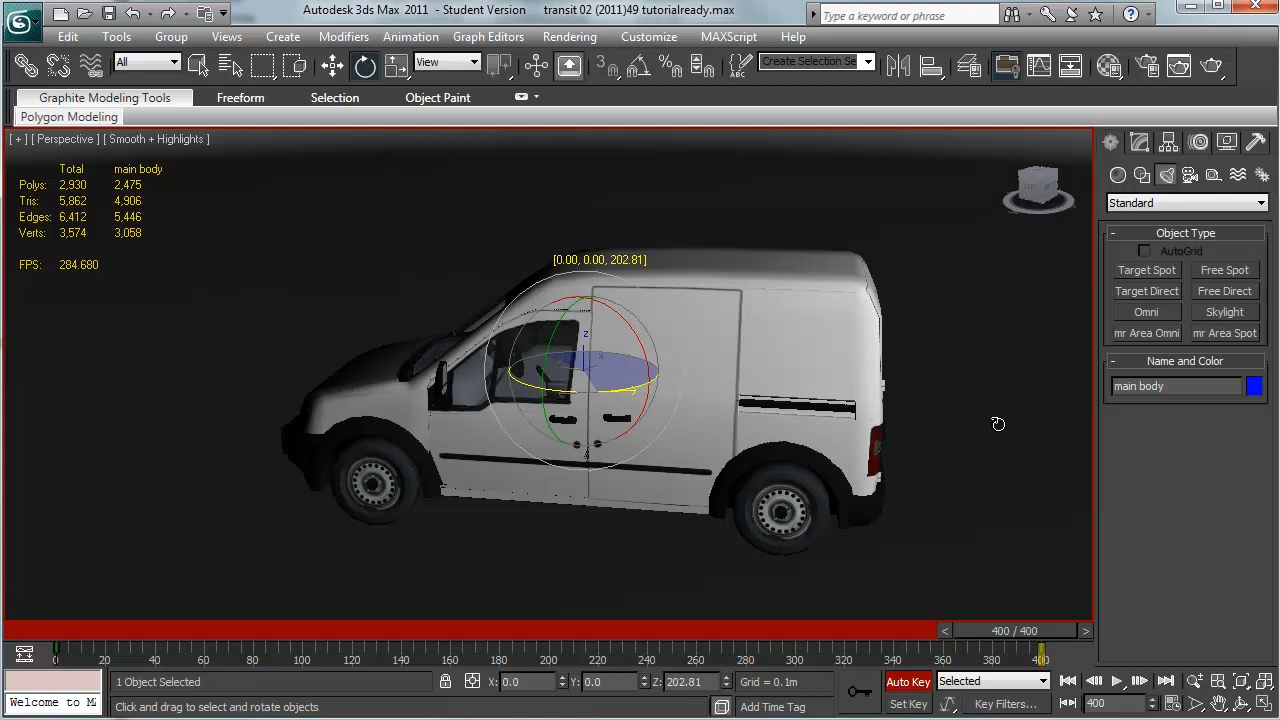 Autodesk 3ds Max 2011 - Student Version transit 02 (2011)49 tutorialready.max
Type a keyword or phrase
Edit Tools Group Views Create Modifiers Animation Graph Editors Rendering Customize MAXScript Help
All View Create Selection Se
Graphite Modeling Tools Freeform Selection Object Paint
Polygon Modeling
[ + ] [ Perspective ] [ Smooth + Highlights ]
Total main body
Polys: 2,930 2,475
Tris: 5,862 4,906
Edges: 6,412 5,446
Verts: 3,574 3,058
FPS: 284.680
[0.00, 0.00, 202.81]
z
x
Standard
- Object Type
AutoGrid
Target Spot Free Spot
Target Direct Free Direct
Omni Skylight
mr Area Omni mr Area Spot
- Name and Color
main body
< 400 / 400 >
0 20 40 60 80 100 120 140 160 180 200 220 240 260 280 300 320 340 360 380 400
1 Object Selected X: 0.0 Y: 0.0 Z: 202.81 Grid = 0.1m Auto Key Selected
Welcome to MA Click and drag to select and rotate objects Add Time Tag Set Key Key Filters... 400